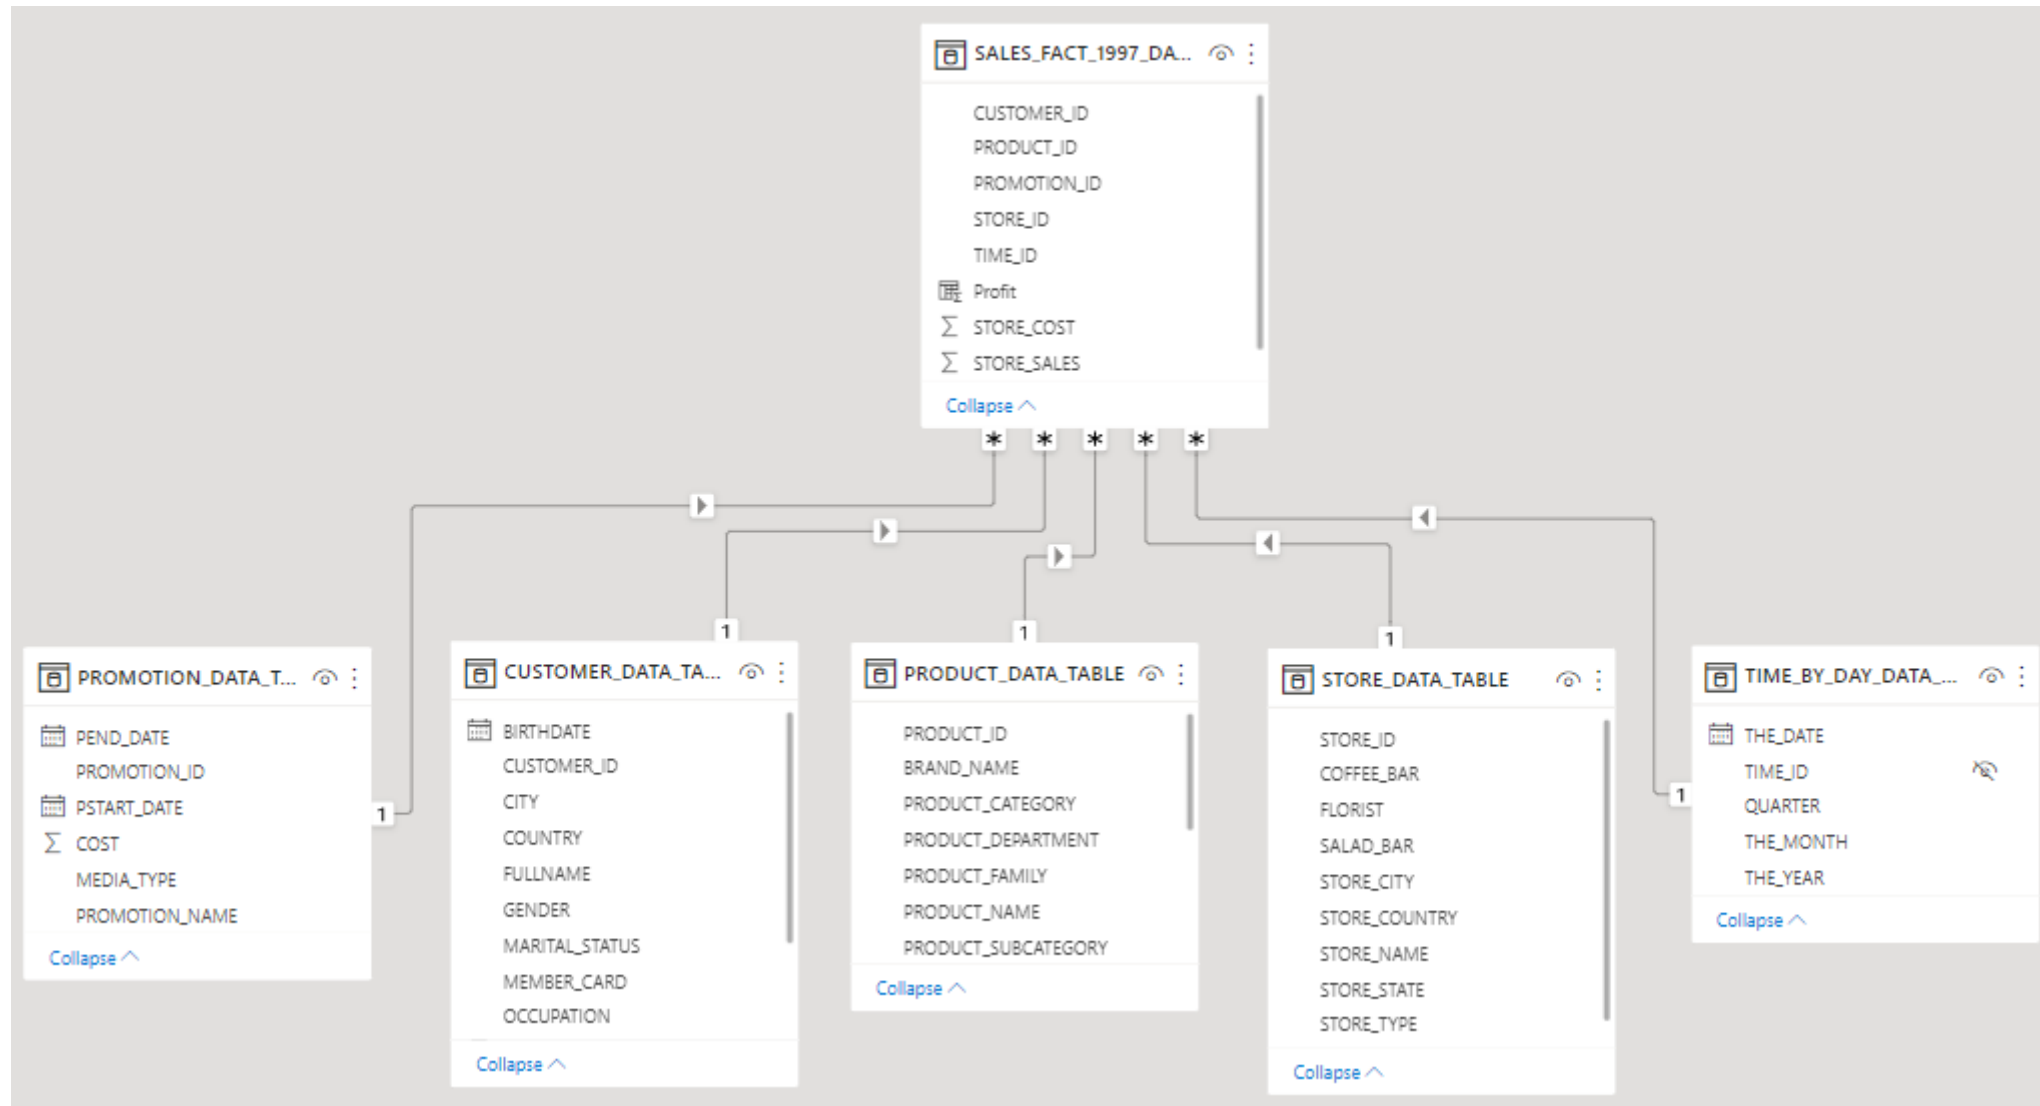 SALES_FACT_1997_DA...
CUSTOMER_ID
PRODUCT_ID
PROMOTION_ID
STORE_ID
TIME_ID
Profit
STORE_COST
STORE_SALES
Collapse
* * * * *
1
1
1
1
1
PROMOTION_DATA_T...
PEND_DATE
PROMOTION_ID
PSTART_DATE
COST
MEDIA_TYPE
PROMOTION_NAME
Collapse
CUSTOMER_DATA_TA...
BIRTHDATE
CUSTOMER_ID
CITY
COUNTRY
FULLNAME
GENDER
MARITAL_STATUS
MEMBER_CARD
OCCUPATION
Collapse
PRODUCT_DATA_TABLE
PRODUCT_ID
BRAND_NAME
PRODUCT_CATEGORY
PRODUCT_DEPARTMENT
PRODUCT_FAMILY
PRODUCT_NAME
PRODUCT_SUBCATEGORY
Collapse
STORE_DATA_TABLE
STORE_ID
COFFEE_BAR
FLORIST
SALAD_BAR
STORE_CITY
STORE_COUNTRY
STORE_NAME
STORE_STATE
STORE_TYPE
Collapse
TIME_BY_DAY_DATA_...
THE_DATE
TIME_ID
QUARTER
THE_MONTH
THE_YEAR
Collapse